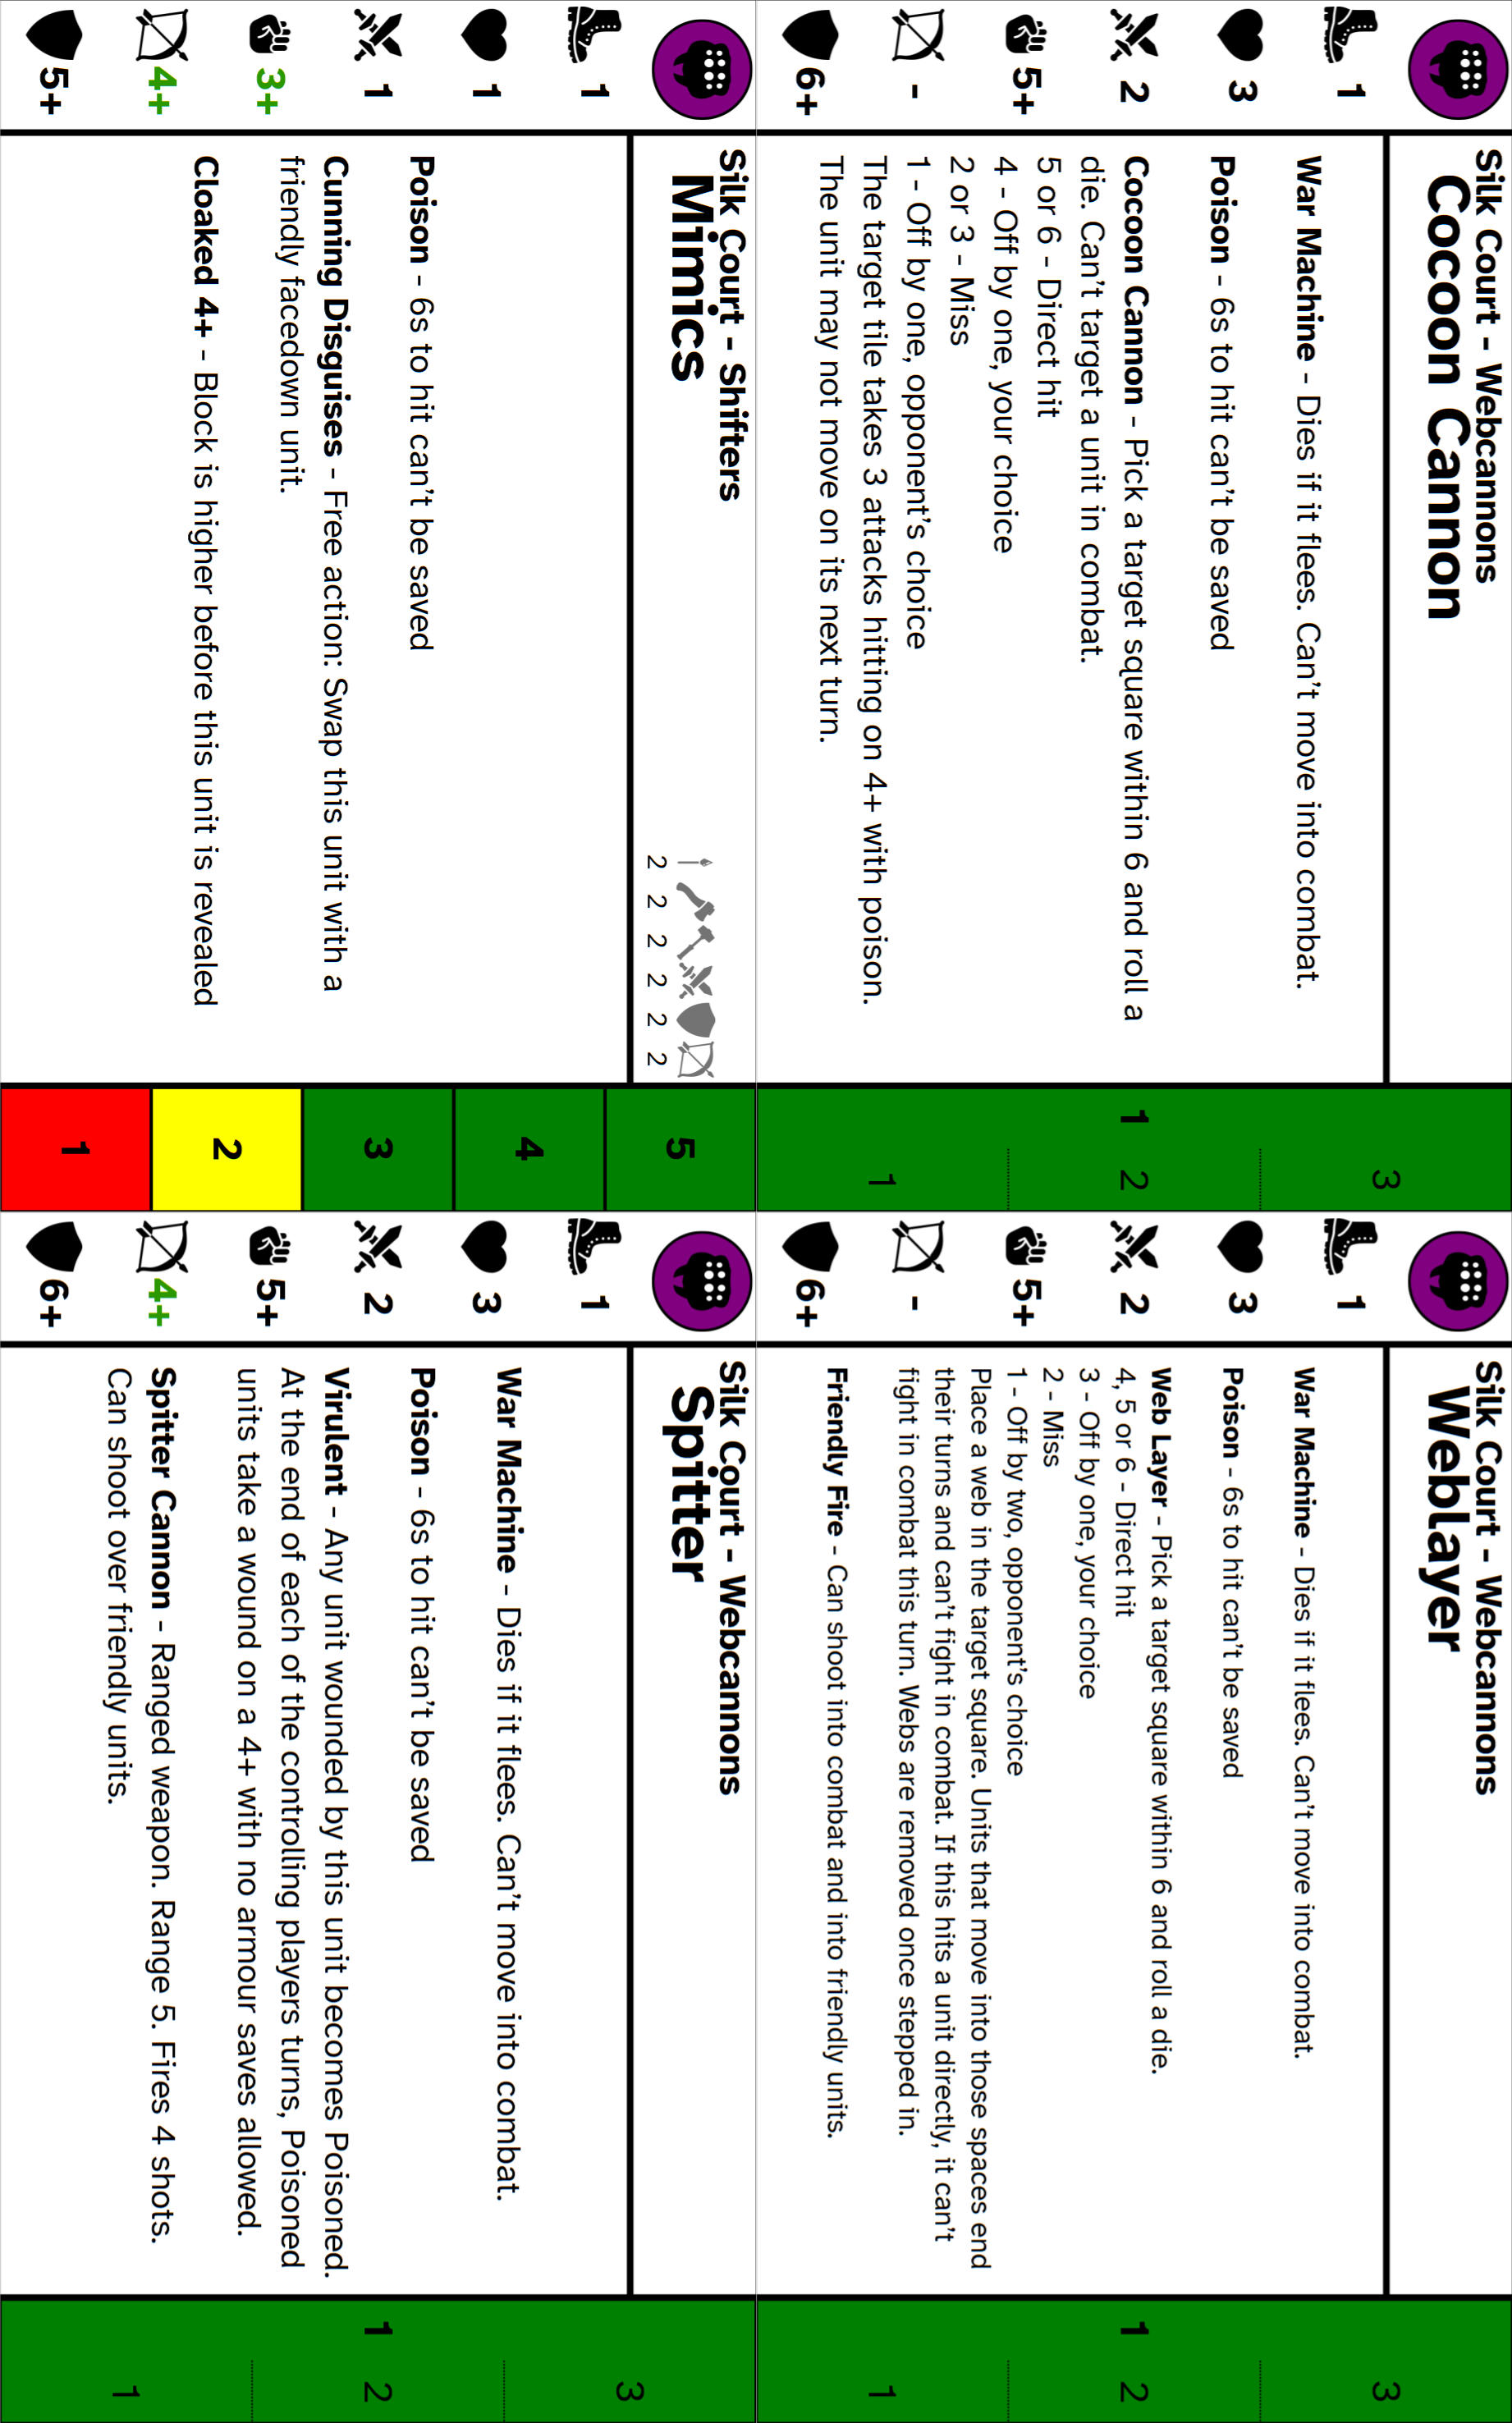 Silk Court - Webcannons
Cocoon Cannon
1
3
2
5+
-
6+
War Machine - Dies if it flees. Can't move into combat.
Poison - 6s to hit can't be saved
Cocoon Cannon - Pick a target square within 6 and roll a
die. Can't target a unit in combat.
5 or 6 - Direct hit
4 - Off by one, your choice
2 or 3 - Miss
1 - Off by one, opponent's choice
The target tile takes 3 attacks hitting on 4+ with poison.
The unit may not move on its next turn.
3
1 2
1
Silk Court - Webcannons
Weblayer
1
3
2
5+
-
6+
War Machine - Dies if it flees. Can't move into combat.
Poison - 6s to hit can't be saved
Web Layer - Pick a target square within 6 and roll a die.
4, 5 or 6 - Direct hit
3 - Off by one, your choice
2 - Miss
1 - Off by two, opponent's choice
Place a web in the target square. Units that move into those spaces end
their turns and can't fight in combat. If this hits a unit directly, it can't
fight in combat this turn. Webs are removed once stepped in.
Friendly Fire - Can shoot into combat and into friendly units.
3
1 2
1
Silk Court - Shifters
Mimics
2 2 2 2 2 2
1
1
1
3+
4+
5+
Poison - 6s to hit can't be saved
Cunning Disguises - Free action: Swap this unit with a
friendly facedown unit.
Cloaked 4+ - Block is higher before this unit is revealed
5
4
3
2
1
Silk Court - Webcannons
Spitter
1
3
2
5+
4+
6+
War Machine - Dies if it flees. Can't move into combat.
Poison - 6s to hit can't be saved
Virulent - Any unit wounded by this unit becomes Poisoned.
At the end of each of the controlling players turns, Poisoned
units take a wound on a 4+ with no armour saves allowed.
Spitter Cannon - Ranged weapon. Range 5. Fires 4 shots.
Can shoot over friendly units.
3
1 2
1